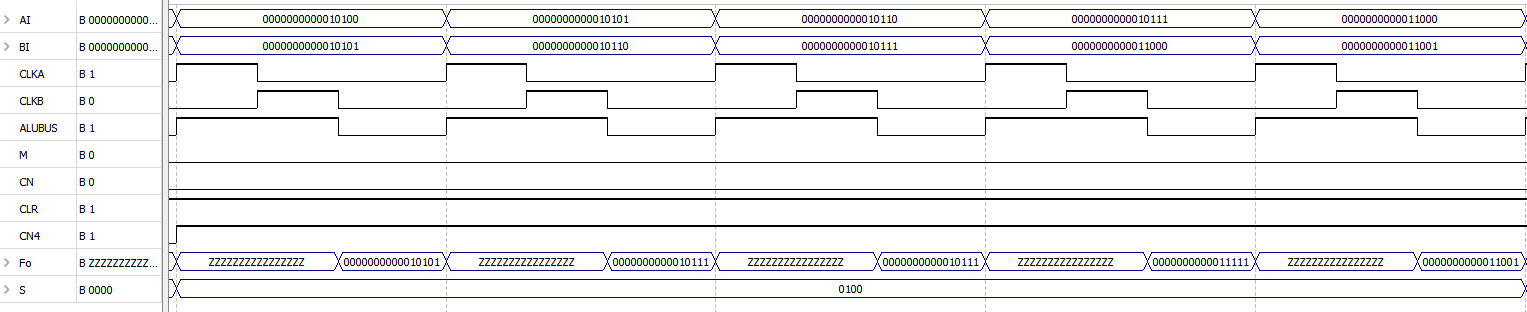 AI B 0000000000... 0000000000010100 0000000000010101 0000000000010110 0000000000010111 0000000000011000
BI B 0000000000... 0000000000010101 0000000000010110 0000000000010111 0000000000011000 0000000000011001
CLKA B 1
CLKB B 0
ALUBUS B 1
M B 0
CN B 0
CLR B 1
CN4 B 1
Fo B ZZZZZZZZZZ... ZZZZZZZZZZZZZZZZ 0000000000010101 ZZZZZZZZZZZZZZZZ 0000000000010111 ZZZZZZZZZZZZZZZZ 0000000000010111 ZZZZZZZZZZZZZZZZ 0000000000011111 ZZZZZZZZZZZZZZZZ 0000000000011001
S B 0000 0100